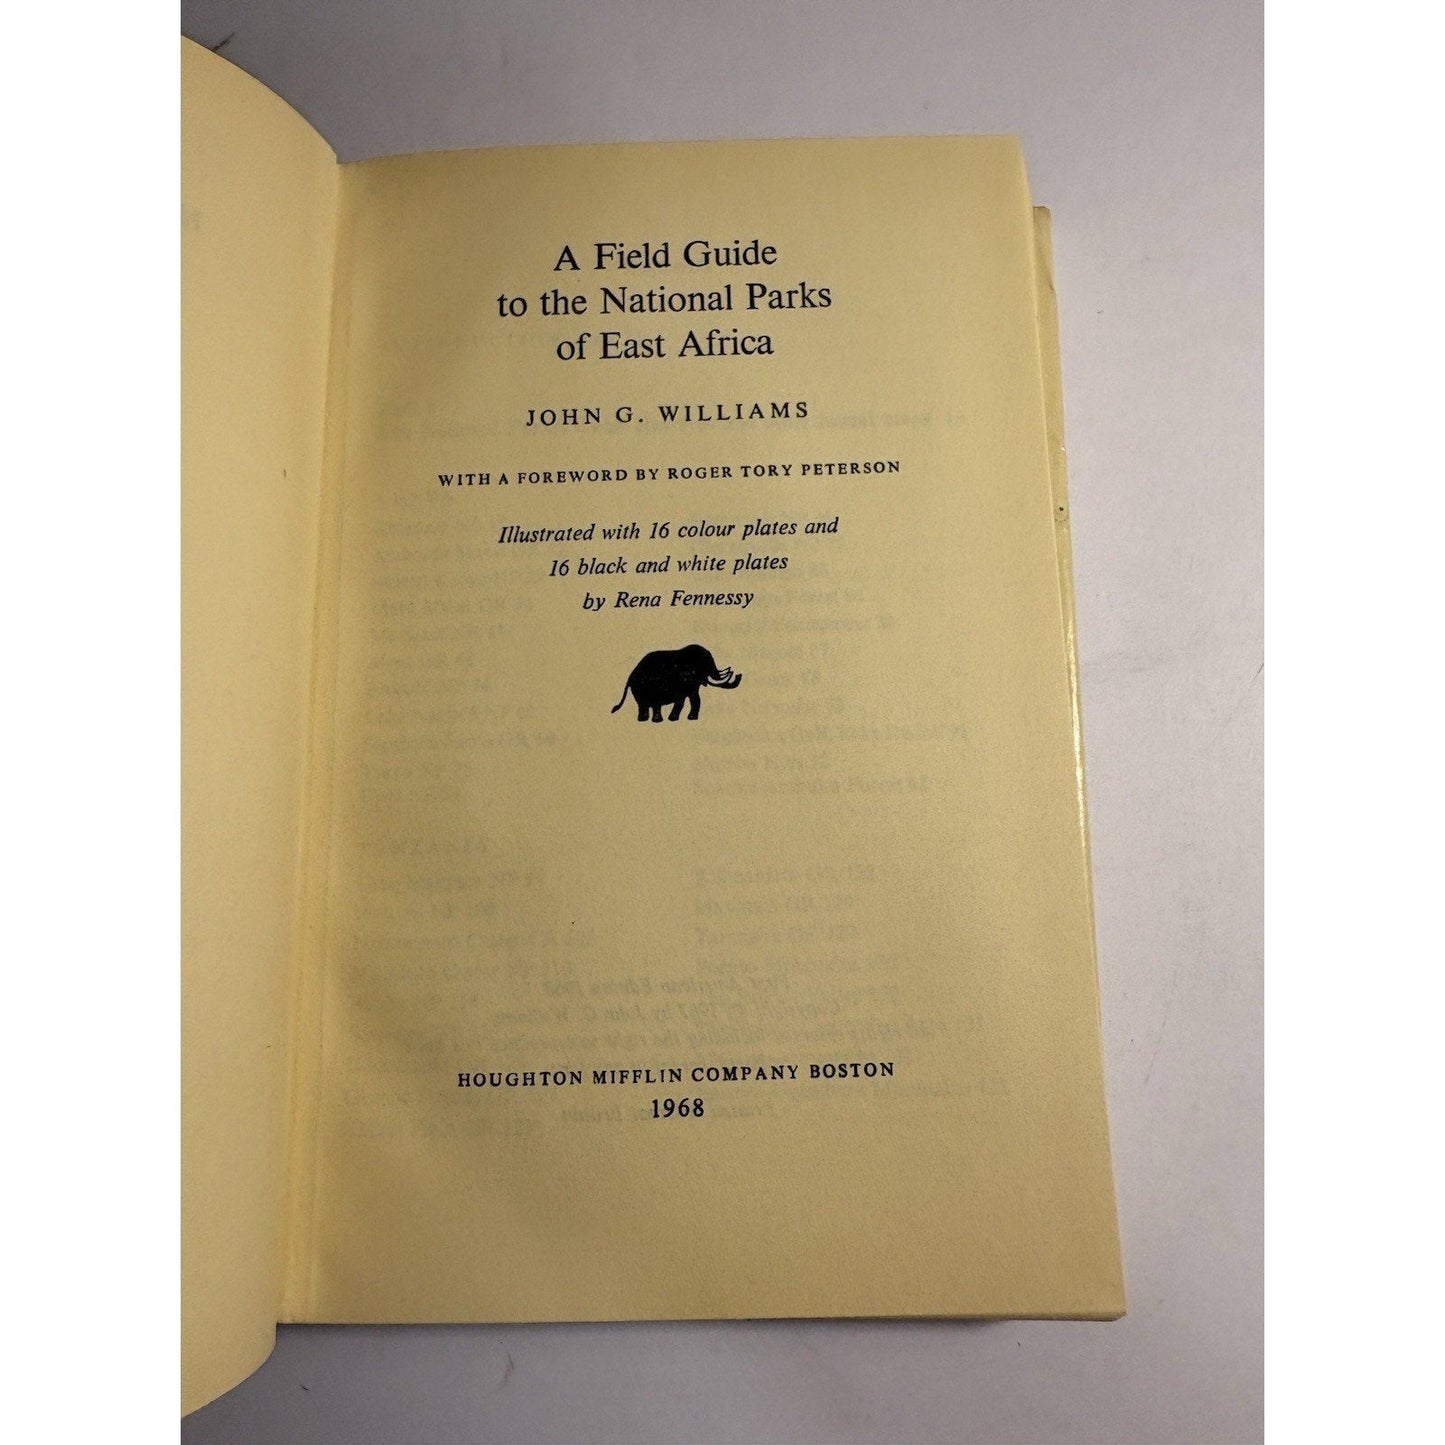 A Field Guide
to the National Parks
of East Africa
JOHN G. WILLIAMS
WITH A FOREWORD BY ROGER TORY PETERSON
Illustrated with 16 colour plates and
16 black and white plates
by Rena Fennessy
HOUGHTON MIFFLIN COMPANY BOSTON
1968